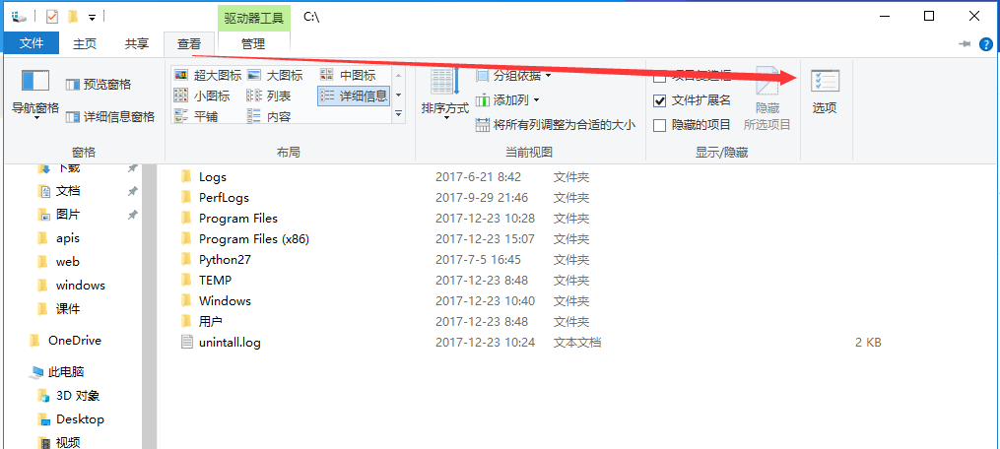 驱动器工具 C:\
文件 主页 共享 查看 管理
导航窗格 预览窗格 详细信息窗格
窗格
超大图标 大图标 中图标
小图标 列表 详细信息
平铺 内容
布局
排序方式
分组依据
添加列
将所有列调整为合适的大小
当前视图
项目复选框
文件扩展名
隐藏的项目
隐藏
所选项目
显示/隐藏
选项
下载
文档
图片
apis
web
windows
课件
OneDrive
此电脑
3D 对象
Desktop
视频
Logs 2017-6-21 8:42 文件夹
PerfLogs 2017-9-29 21:46 文件夹
Program Files 2017-12-23 10:28 文件夹
Program Files (x86) 2017-12-23 15:07 文件夹
Python27 2017-7-5 16:45 文件夹
TEMP 2017-12-23 8:48 文件夹
Windows 2017-12-23 10:40 文件夹
用户 2017-12-23 8:48 文件夹
unintall.log 2017-12-23 10:24 文本文档 2 KB